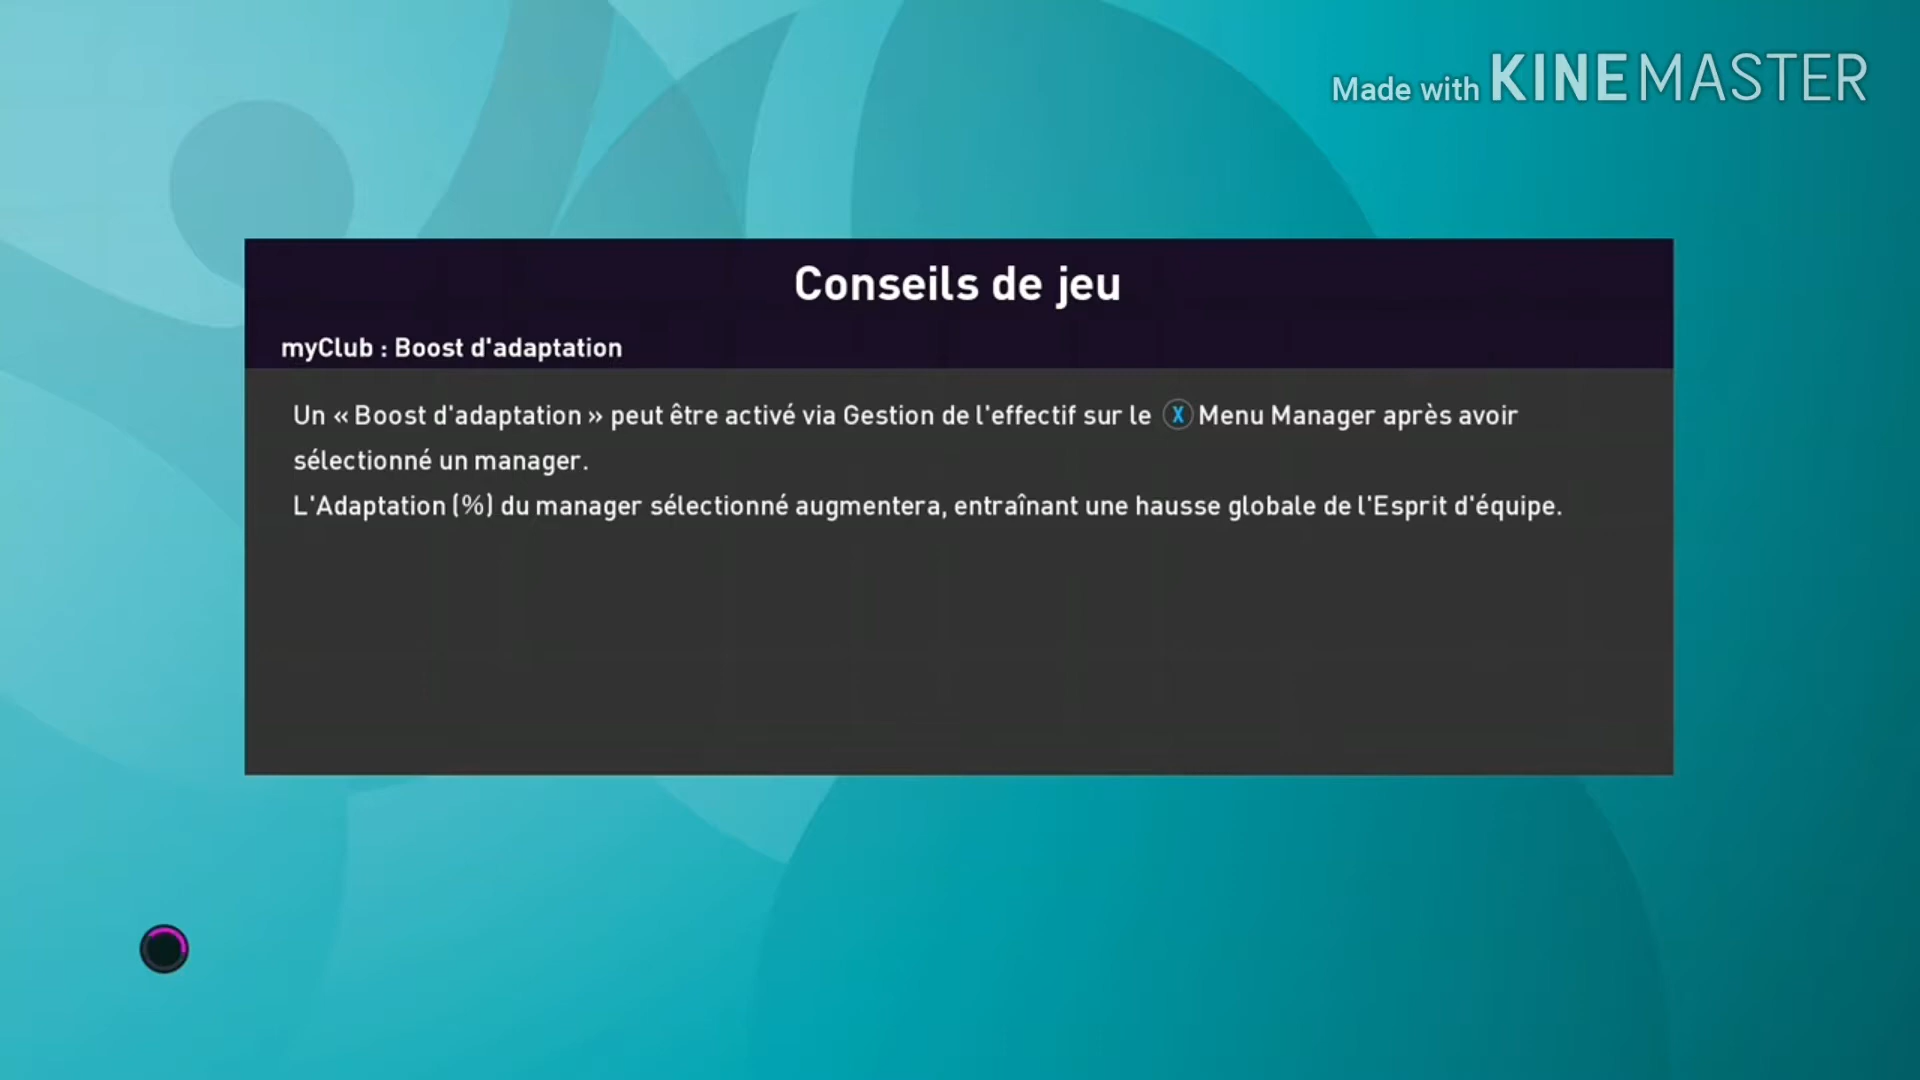 Made with KINEMASTER
Conseils de jeu
myClub : Boost d'adaptation
Un « Boost d'adaptation » peut être activé via Gestion de l'effectif sur le X Menu Manager après avoir
sélectionné un manager.
L'Adaptation (%) du manager sélectionné augmentera, entraînant une hausse globale de l'Esprit d'équipe.